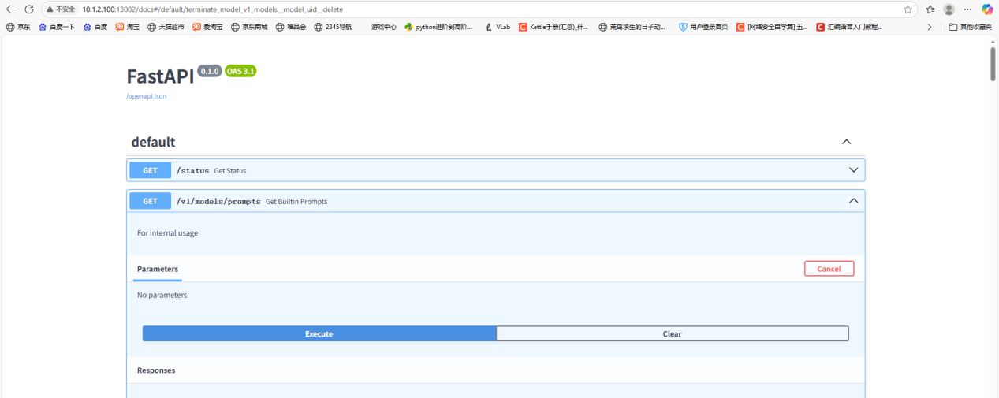 不安全 10.1.2.100:13002/docs#/default/terminate_model_v1_models__model_uid__delete
京东 百度一下 百度 淘宝 天猫超市 爱淘宝 京东商城 唯品会 2345导航 游戏中心 python进阶到高阶... VLab Kettle手册(汇总)_什... 荒岛求生的日子动... 用户登录首页 [网络安全自学篇] 五... 汇编语言入门教程... 其他收藏夹
FastAPI 0.1.0 OAS 3.1
/openapi.json
default
GET /status Get Status
GET /v1/models/prompts Get Builtin Prompts
For internal usage
Parameters Cancel
No parameters
Execute Clear
Responses